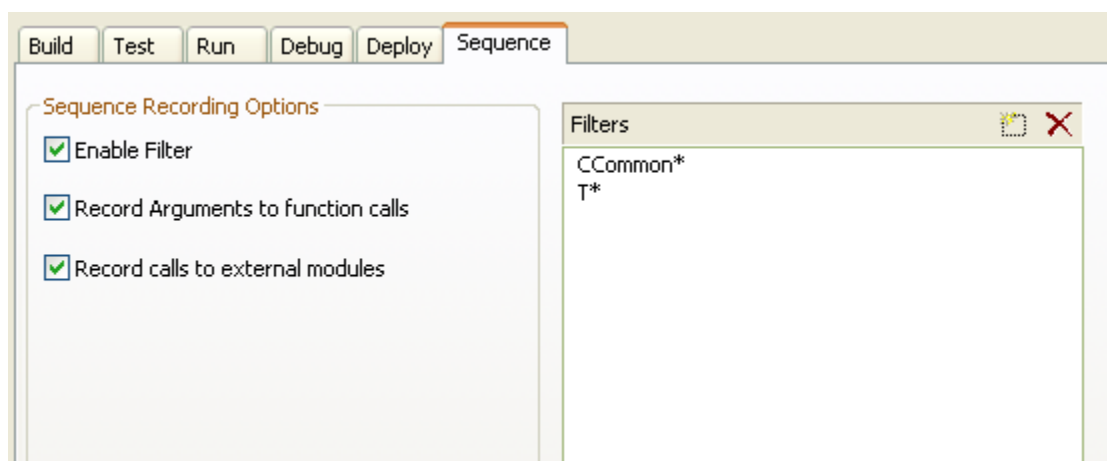 Build Test Run Debug Deploy Sequence
Sequence Recording Options
Enable Filter
Record Arguments to function calls
Record calls to external modules
Filters
CCommon*
T*